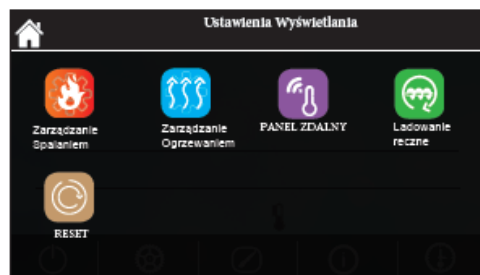 Ustawienia Wyświetlania
Zarządzanie
Spalaniem
Zarządzanie
Ogrzewaniem
PANEL ZDALNY
Ladowanie
reczne
RESET